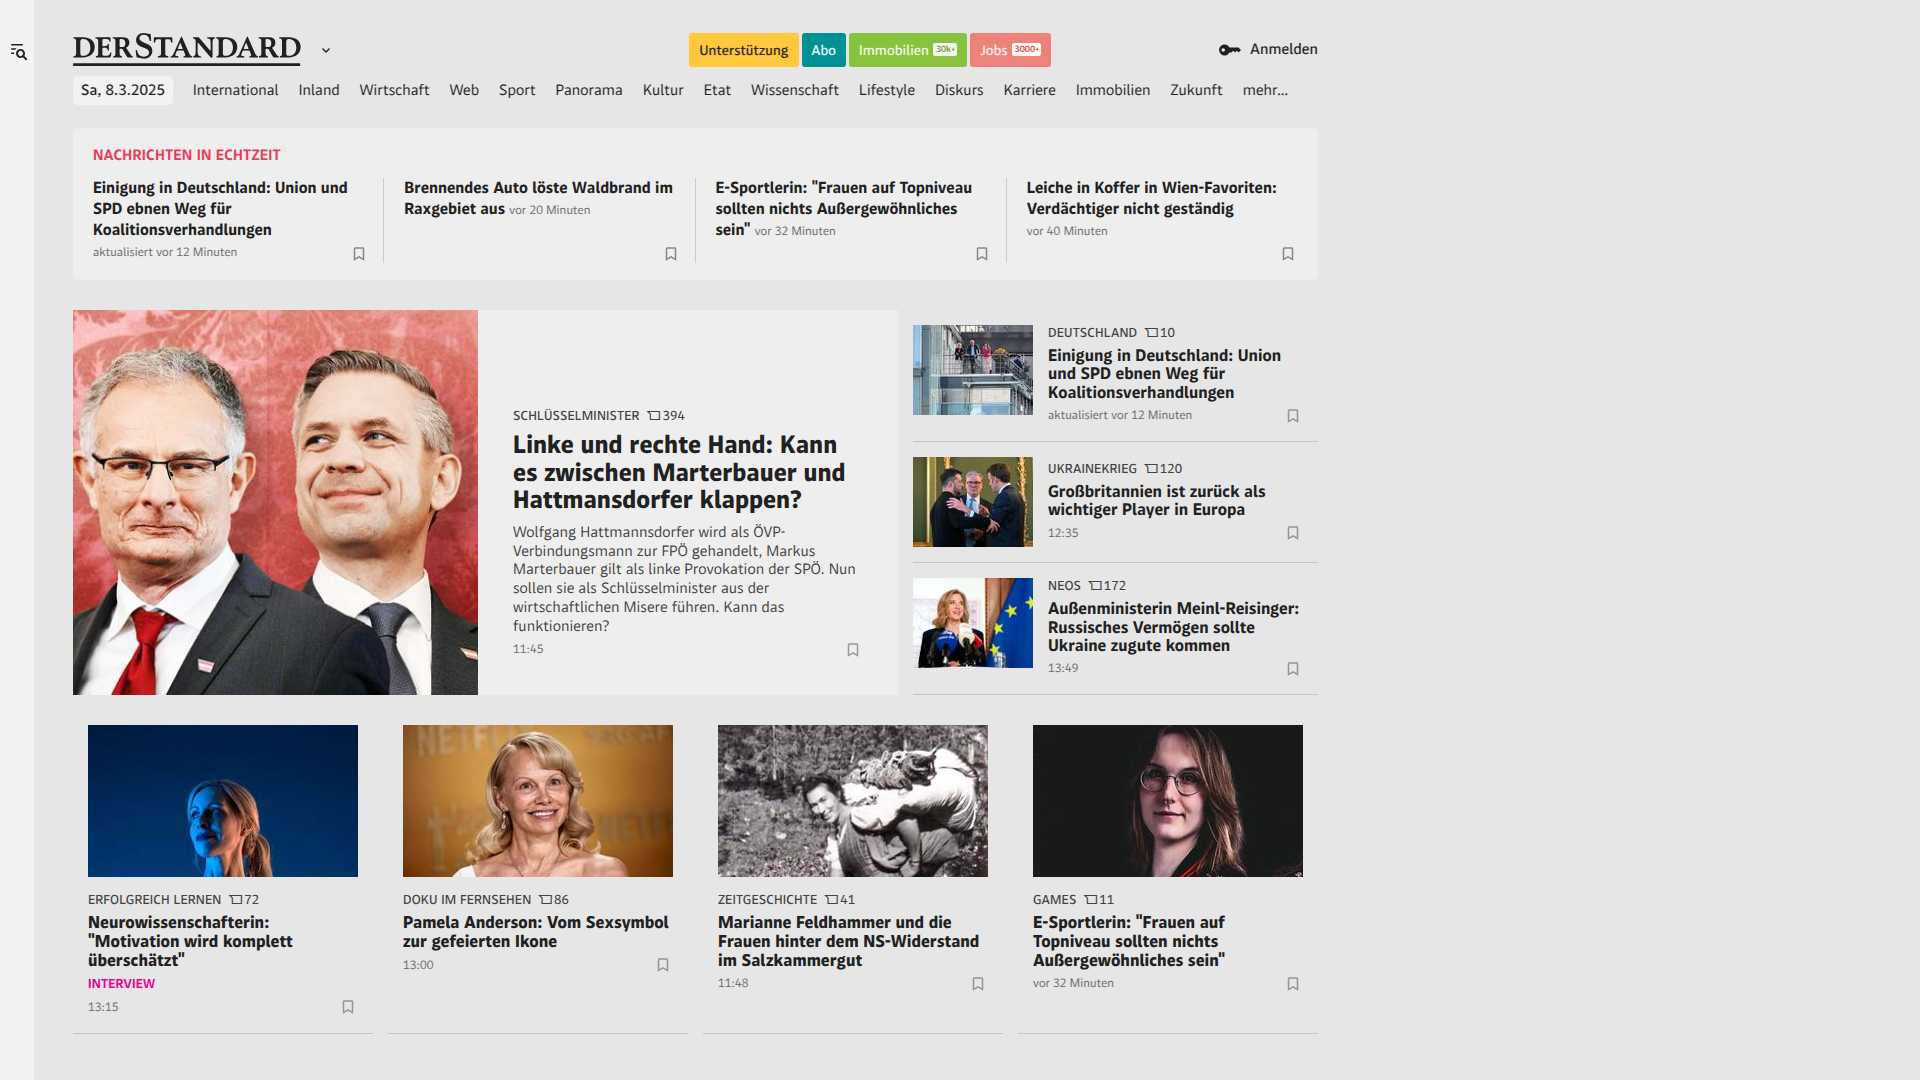 DERSTANDARD
Unterstützung
Abo
Immobilien 30k+
Jobs 3000+
Anmelden
Sa, 8.3.2025
International
Inland
Wirtschaft
Web
Sport
Panorama
Kultur
Etat
Wissenschaft
Lifestyle
Diskurs
Karriere
Immobilien
Zukunft
mehr...
NACHRICHTEN IN ECHTZEIT
Einigung in Deutschland: Union und
SPD ebnen Weg für
Koalitionsverhandlungen
aktualisiert vor 12 Minuten
Brennendes Auto löste Waldbrand im
Raxgebiet aus vor 20 Minuten
E-Sportlerin: "Frauen auf Topniveau
sollten nichts Außergewöhnliches
sein" vor 32 Minuten
Leiche in Koffer in Wien-Favoriten:
Verdächtiger nicht geständig
vor 40 Minuten
SCHLÜSSELMINISTER 394
Linke und rechte Hand: Kann
es zwischen Marterbauer und
Hattmansdorfer klappen?
Wolfgang Hattmannsdorfer wird als ÖVP-
Verbindungsmann zur FPÖ gehandelt, Markus
Marterbauer gilt als linke Provokation der SPÖ. Nun
sollen sie als Schlüsselminister aus der
wirtschaftlichen Misere führen. Kann das
funktionieren?
11:45
DEUTSCHLAND 10
Einigung in Deutschland: Union
und SPD ebnen Weg für
Koalitionsverhandlungen
aktualisiert vor 12 Minuten
UKRAINEKRIEG 120
Großbritannien ist zurück als
wichtiger Player in Europa
12:35
NEOS 172
Außenministerin Meinl-Reisinger:
Russisches Vermögen sollte
Ukraine zugute kommen
13:49
ERFOLGREICH LERNEN 72
Neurowissenschafterin:
"Motivation wird komplett
überschätzt"
INTERVIEW
13:15
NETFLIX
DOKU IM FERNSEHEN 86
Pamela Anderson: Vom Sexsymbol
zur gefeierten Ikone
13:00
ZEITGESCHICHTE 41
Marianne Feldhammer und die
Frauen hinter dem NS-Widerstand
im Salzkammergut
11:48
GAMES 11
E-Sportlerin: "Frauen auf
Topniveau sollten nichts
Außergewöhnliches sein"
vor 32 Minuten